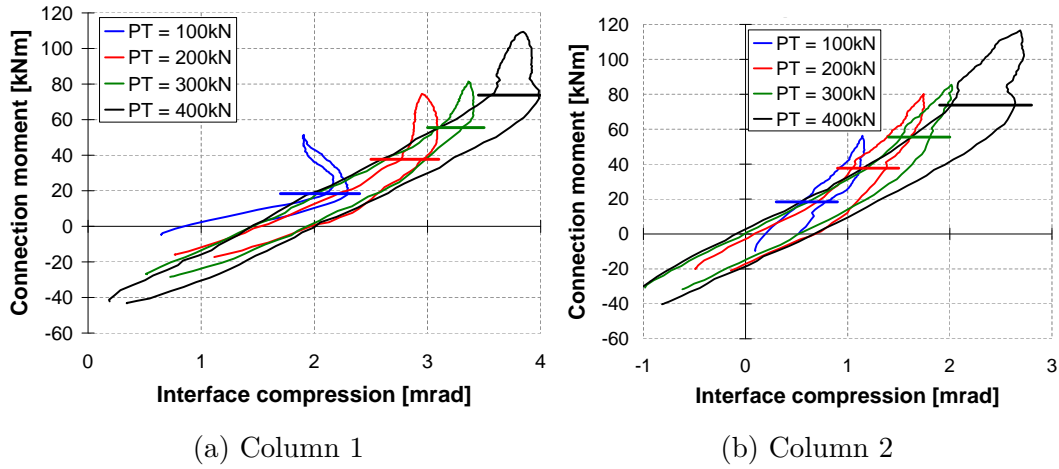 120
100
80
60
40
20
0
-20
-40
-60
Connection moment [kNm]
PT = 100kN
PT = 200kN
PT = 300kN
PT = 400kN
0 1 2 3 4
Interface compression [mrad]
(a) Column 1
120
100
80
60
40
20
0
-20
-40
-60
Connection moment [kNm]
PT = 100kN
PT = 200kN
PT = 300kN
PT = 400kN
-1 0 1 2 3
Interface compression [mrad]
(b) Column 2